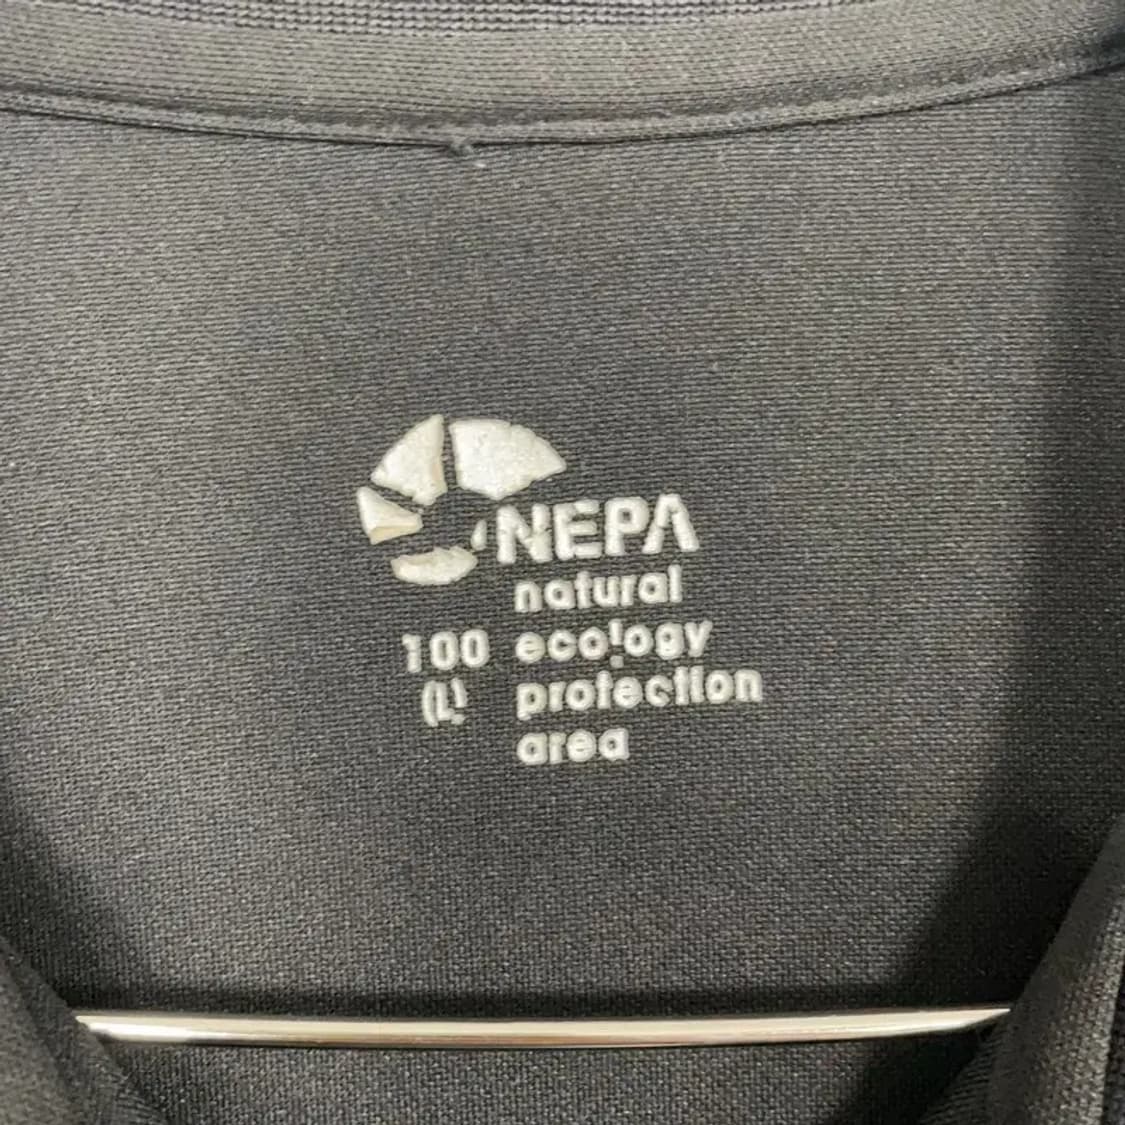 NEPA
natural
100 ecology
(L) protection
area